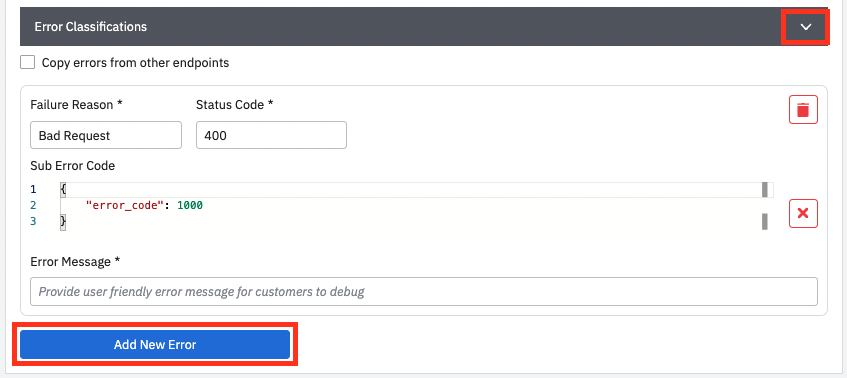 Error Classifications
Copy errors from other endpoints
Failure Reason * Status Code *
Bad Request 400
Sub Error Code
1 {
2 "error_code": 1000
3 }
Error Message *
Provide user friendly error message for customers to debug
Add New Error